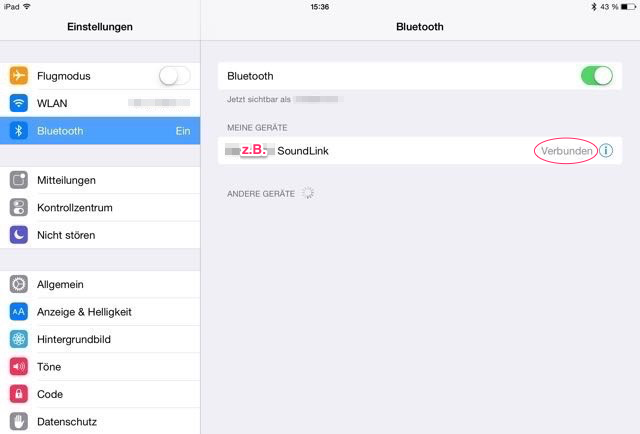 iPad 15:36 43 %
Einstellungen
Bluetooth
Flugmodus
WLAN
Bluetooth Ein
Mitteilungen
Kontrollzentrum
Nicht stören
Allgemein
AA Anzeige & Helligkeit
Hintergrundbild
Töne
Code
Datenschutz
Bluetooth
Jetzt sichtbar als
MEINE GERÄTE
z.B. SoundLink Verbunden i
ANDERE GERÄTE